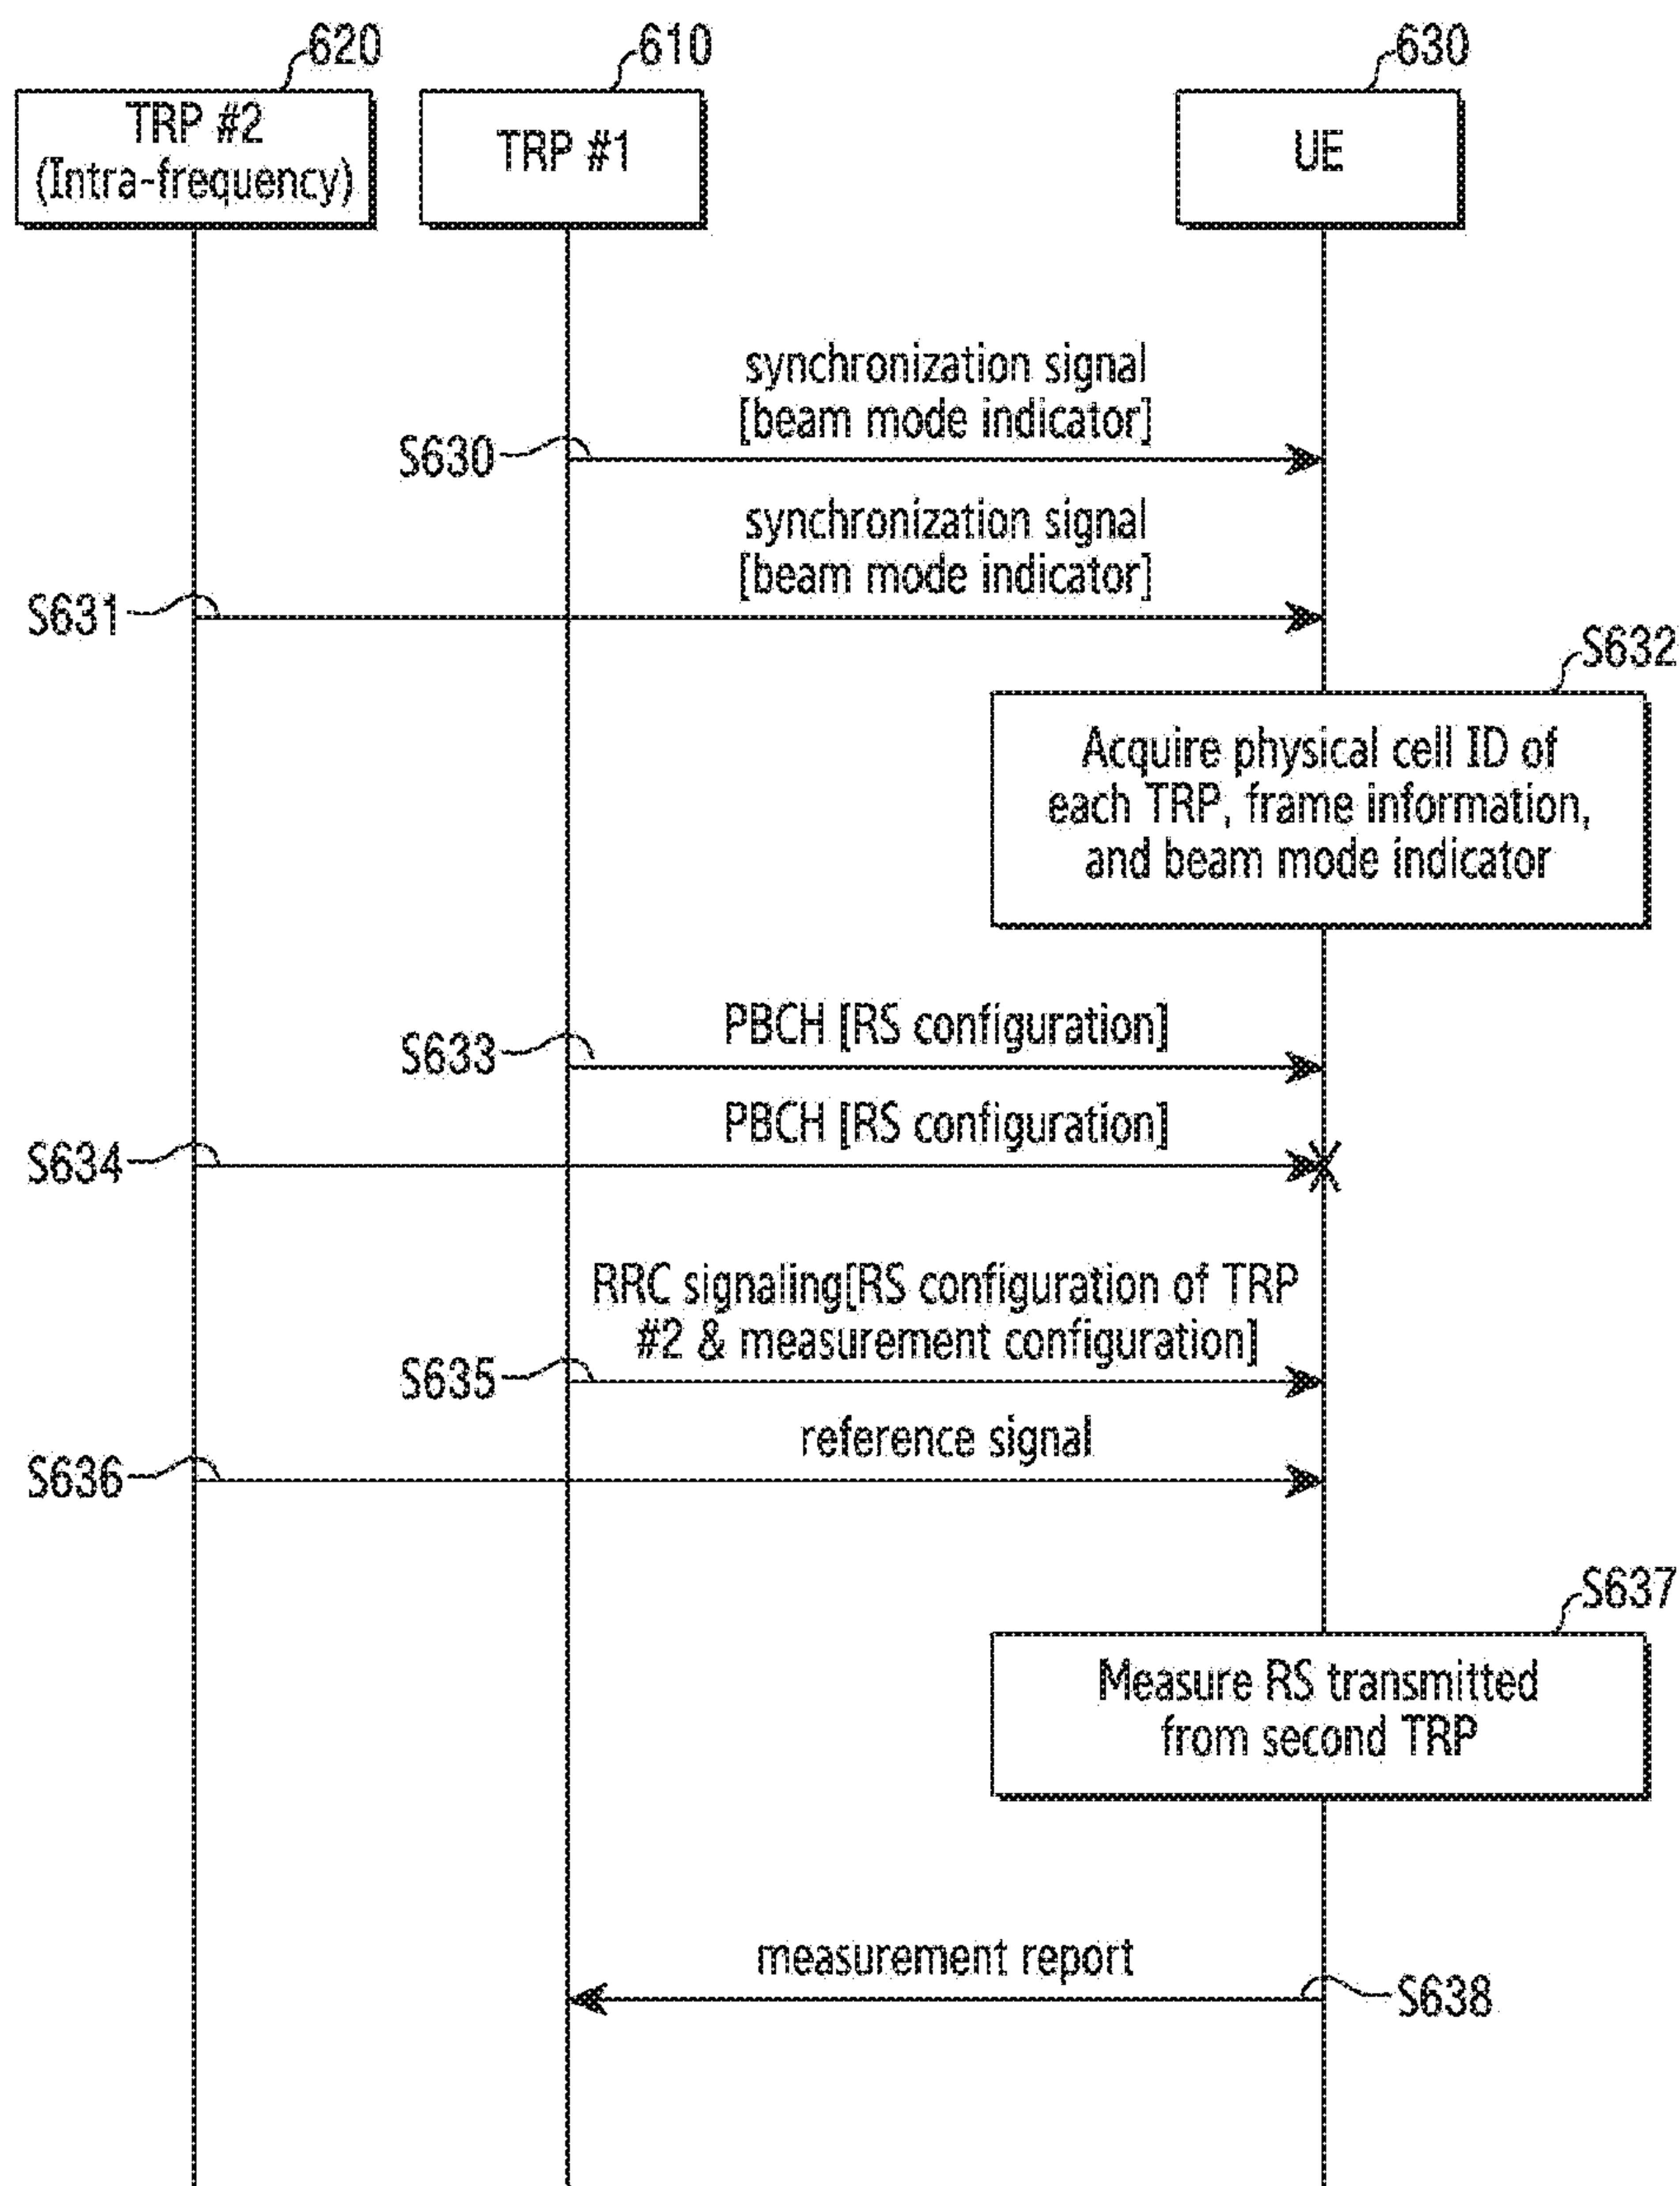 620
610
630
TRP #2
(Intra-frequency)
TRP #1
UE
synchronization signal
[beam mode indicator]
S630
synchronization signal
[beam mode indicator]
S631
S632
Acquire physical cell ID of
each TRP, frame information,
and beam mode indicator
PBCH [RS configuration]
S633
PBCH [RS configuration]
S634
RRC signaling[RS configuration of TRP
#2 & measurement configuration]
S635
reference signal
S636
S637
Measure RS transmitted
from second TRP
measurement report
S638